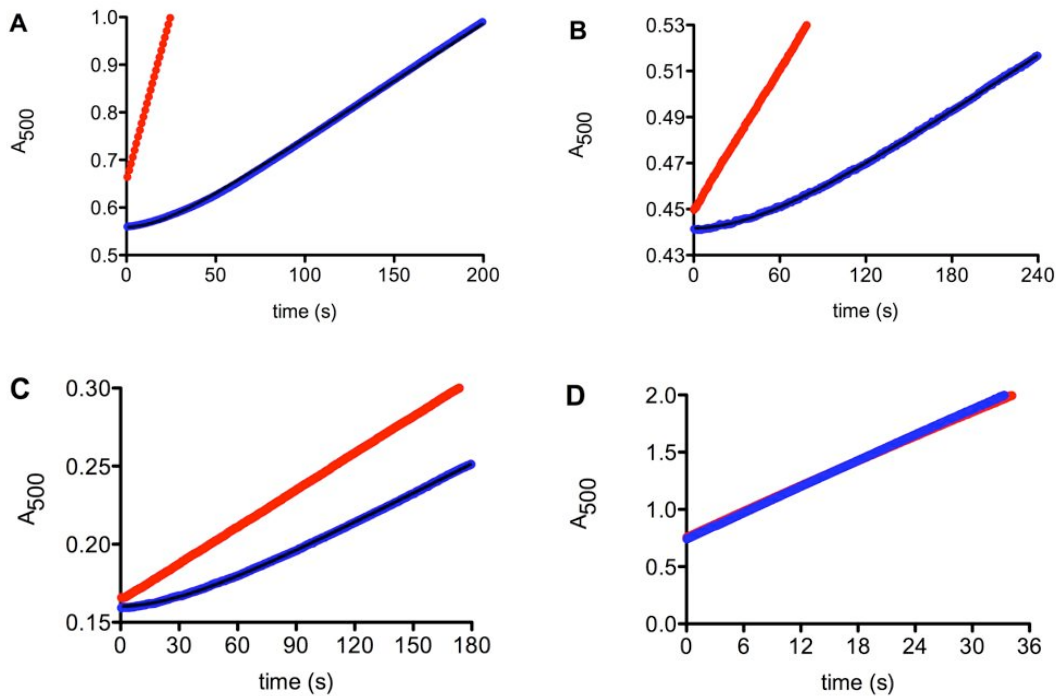 A
A500
1.0
0.9
0.8
0.7
0.6
0.5
0 50 100 150 200
time (s)
B
A500
0.53
0.51
0.49
0.47
0.45
0.43
0 60 120 180 240
time (s)
C
A500
0.30
0.25
0.20
0.15
0 30 60 90 120 150 180
time (s)
D
A500
2.0
1.5
1.0
0.5
0.0
0 6 12 18 24 30 36
time (s)